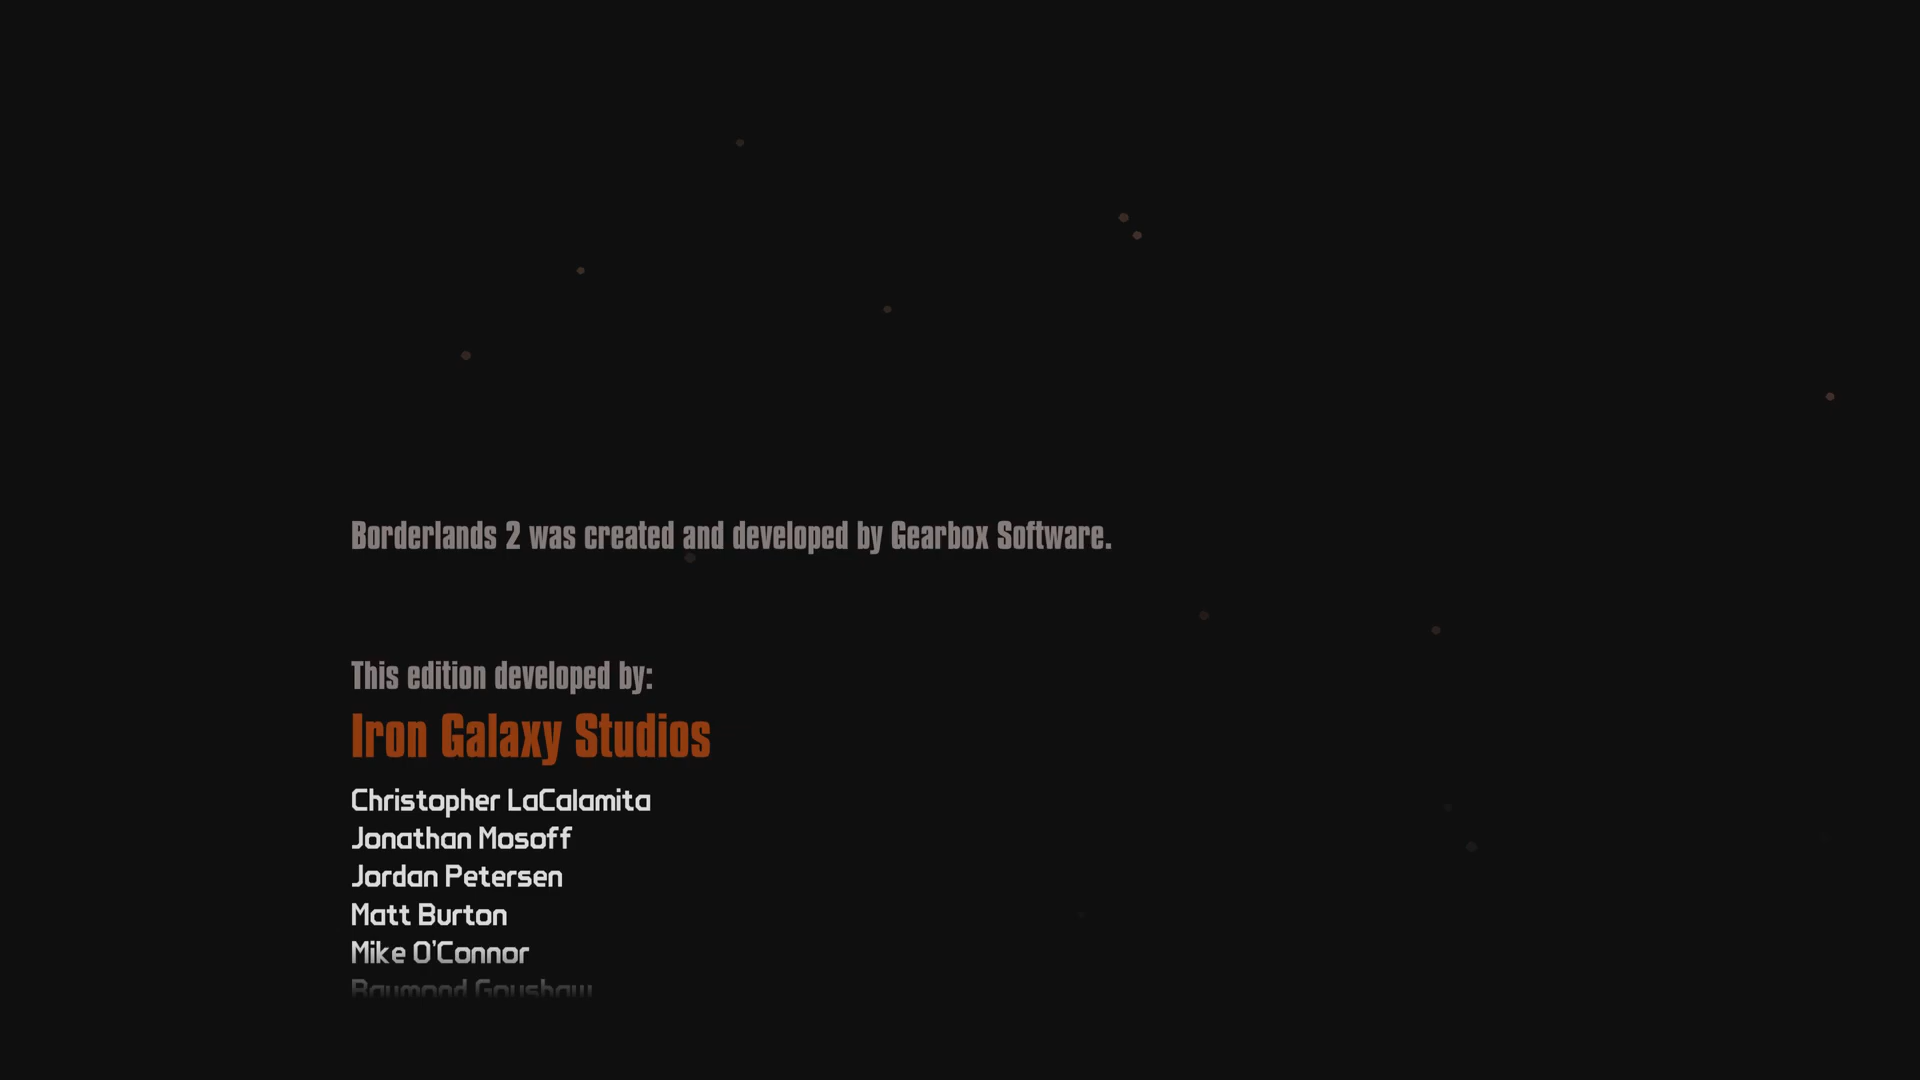 Borderlands 2 was created and developed by Gearbox Software.
This edition developed by:
Iron Galaxy Studios
Christopher LaCalamita
Jonathan Mosoff
Jordan Petersen
Matt Burton
Mike O'Connor
Raymond